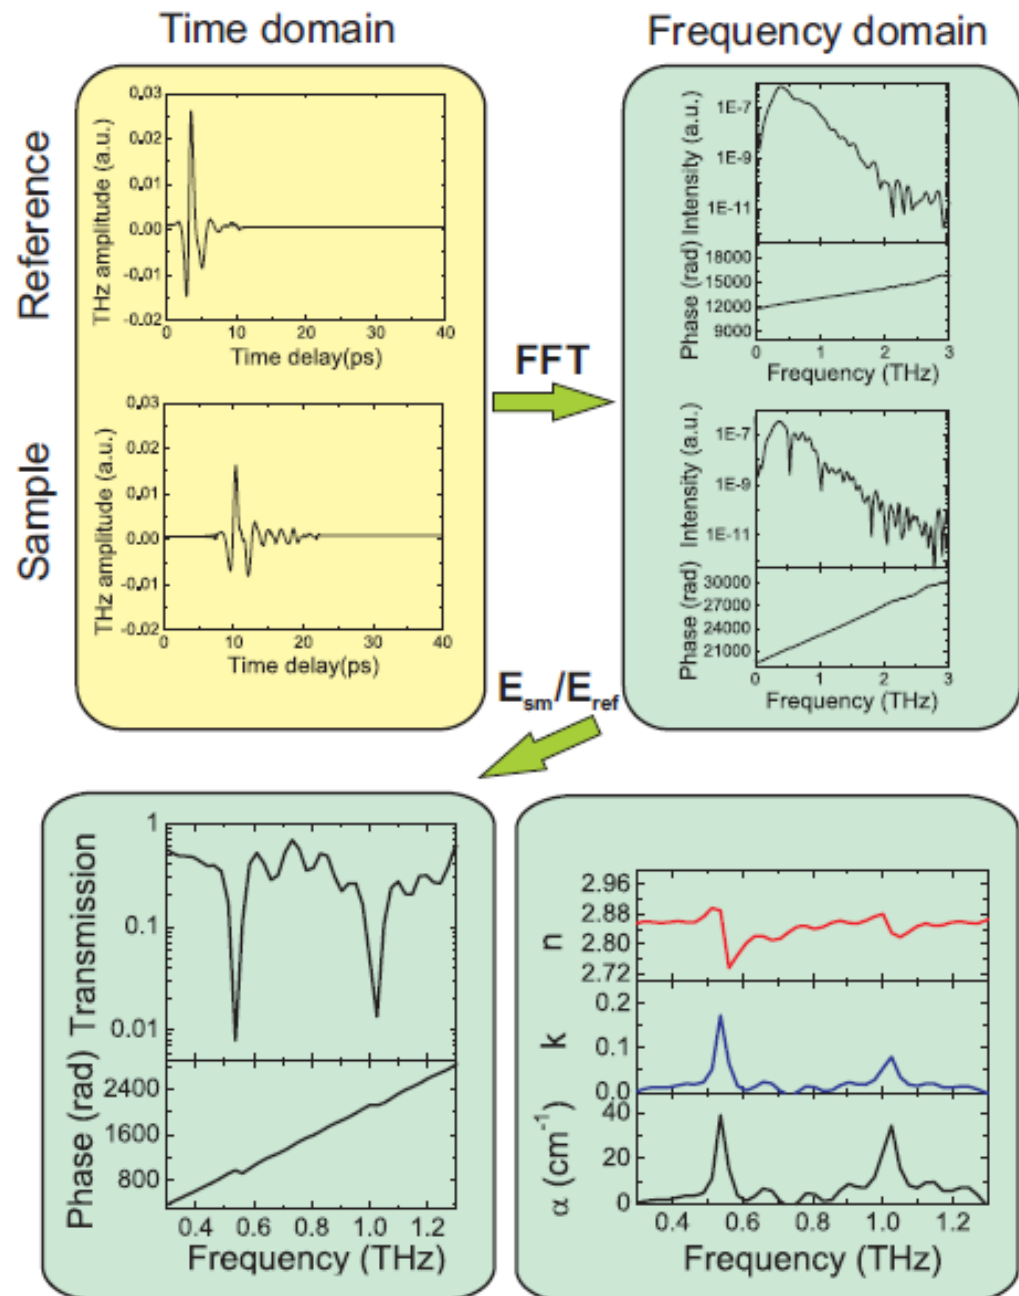 Time domain
Frequency domain
Reference
THz amplitude (a.u.)
0.03
0.02
0.01
0.00
-0.01
-0.02
0 10 20 30 40
Time delay(ps)
Intensity (a.u.)
1E-7
1E-9
1E-11
Phase (rad)
18000
15000
12000
9000
0 1 2 3
Frequency (THz)
FFT
Sample
THz amplitude (a.u.)
0.03
0.02
0.01
0.00
-0.01
-0.02
0 10 20 30 40
Time delay(ps)
Intensity (a.u.)
1E-7
1E-9
1E-11
Phase (rad)
30000
27000
24000
21000
0 1 2 3
Frequency (THz)
Esm/Eref
Transmission
1
0.1
0.01
Phase (rad)
2400
1600
800
0.4 0.6 0.8 1.0 1.2
Frequency (THz)
n
2.96
2.88
2.80
2.72
k
0.2
0.1
0.0
α (cm-1)
40
20
0
0.4 0.6 0.8 1.0 1.2
Frequency (THz)